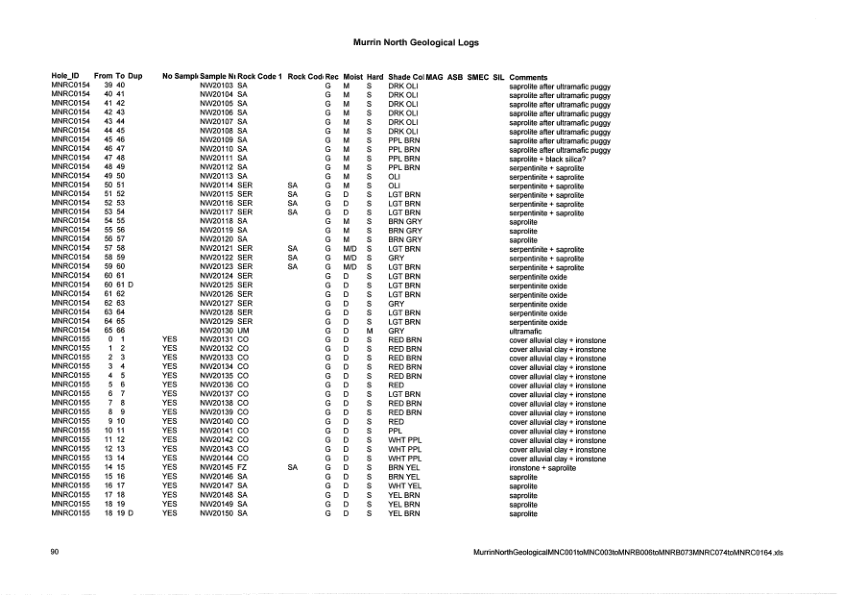 Murrin North Geological Logs
Hole_ID From To Dup No Sampl Sample N Rock Code 1 Rock Cod Rec Moist Hard Shade Col MAG ASB SMEC SIL Comments
MNRC0154 39 40 NW20103 SA G M S DRK OLI saprolite after ultramafic puggy
MNRC0154 40 41 NW20104 SA G M S DRK OLI saprolite after ultramafic puggy
MNRC0154 41 42 NW20105 SA G M S DRK OLI saprolite after ultramafic puggy
MNRC0154 42 43 NW20106 SA G M S DRK OLI saprolite after ultramafic puggy
MNRC0154 43 44 NW20107 SA G M S DRK OLI saprolite after ultramafic puggy
MNRC0154 44 45 NW20108 SA G M S DRK OLI saprolite after ultramafic puggy
MNRC0154 45 46 NW20109 SA G M S PPL BRN saprolite after ultramafic puggy
MNRC0154 46 47 NW20110 SA G M S PPL BRN saprolite after ultramafic puggy
MNRC0154 47 48 NW20111 SA G M S PPL BRN saprolite + black silica?
MNRC0154 48 49 NW20112 SA G M S PPL BRN serpentinite + saprolite
MNRC0154 49 50 NW20113 SA G M S OLI serpentinite + saprolite
MNRC0154 50 51 NW20114 SER SA G M S OLI serpentinite + saprolite
MNRC0154 51 52 NW20115 SER SA G D S LGT BRN serpentinite + saprolite
MNRC0154 52 53 NW20116 SER SA G D S LGT BRN serpentinite + saprolite
MNRC0154 53 54 NW20117 SER SA G D S LGT BRN serpentinite + saprolite
MNRC0154 54 55 NW20118 SA G M S BRN GRY saprolite
MNRC0154 55 56 NW20119 SA G M S BRN GRY saprolite
MNRC0154 56 57 NW20120 SA G M S BRN GRY saprolite
MNRC0154 57 58 NW20121 SER SA G M/D S LGT BRN serpentinite + saprolite
MNRC0154 58 59 NW20122 SER SA G M/D S GRY serpentinite + saprolite
MNRC0154 59 60 NW20123 SER SA G M/D S LGT BRN serpentinite + saprolite
MNRC0154 60 61 NW20124 SER G D S LGT BRN serpentinite oxide
MNRC0154 60 61 D NW20125 SER G D S LGT BRN serpentinite oxide
MNRC0154 61 62 NW20126 SER G D S LGT BRN serpentinite oxide
MNRC0154 62 63 NW20127 SER G D S GRY serpentinite oxide
MNRC0154 63 64 NW20128 SER G D S LGT BRN serpentinite oxide
MNRC0154 64 65 NW20129 SER G D S LGT BRN serpentinite oxide
MNRC0154 65 66 NW20130 UM G D M GRY ultramafic
MNRC0155 0 1 YES NW20131 CO G D S RED BRN cover alluvial clay + ironstone
MNRC0155 1 2 YES NW20132 CO G D S RED BRN cover alluvial clay + ironstone
MNRC0155 2 3 YES NW20133 CO G D S RED BRN cover alluvial clay + ironstone
MNRC0155 3 4 YES NW20134 CO G D S RED BRN cover alluvial clay + ironstone
MNRC0155 4 5 YES NW20135 CO G D S RED BRN cover alluvial clay + ironstone
MNRC0155 5 6 YES NW20136 CO G D S RED cover alluvial clay + ironstone
MNRC0155 6 7 YES NW20137 CO G D S LGT BRN cover alluvial clay + ironstone
MNRC0155 7 8 YES NW20138 CO G D S RED BRN cover alluvial clay + ironstone
MNRC0155 8 9 YES NW20139 CO G D S RED BRN cover alluvial clay + ironstone
MNRC0155 9 10 YES NW20140 CO G D S RED cover alluvial clay + ironstone
MNRC0155 10 11 YES NW20141 CO G D S PPL cover alluvial clay + ironstone
MNRC0155 11 12 YES NW20142 CO G D S WHT PPL cover alluvial clay + ironstone
MNRC0155 12 13 YES NW20143 CO G D S WHT PPL cover alluvial clay + ironstone
MNRC0155 13 14 YES NW20144 CO G D S WHT PPL cover alluvial clay + ironstone
MNRC0155 14 15 YES NW20145 FZ SA G D S BRN YEL ironstone + saprolite
MNRC0155 15 16 YES NW20146 SA G D S BRN YEL saprolite
MNRC0155 16 17 YES NW20147 SA G D S WHT YEL saprolite
MNRC0155 17 18 YES NW20148 SA G D S YEL BRN saprolite
MNRC0155 18 19 YES NW20149 SA G D S YEL BRN saprolite
MNRC0155 18 19 D YES NW20150 SA G D S YEL BRN saprolite
90 MurrinNorthGeologicalMNC001toMNC003toMNRB006toMNRB073MNRC074toMNRC0164.xls